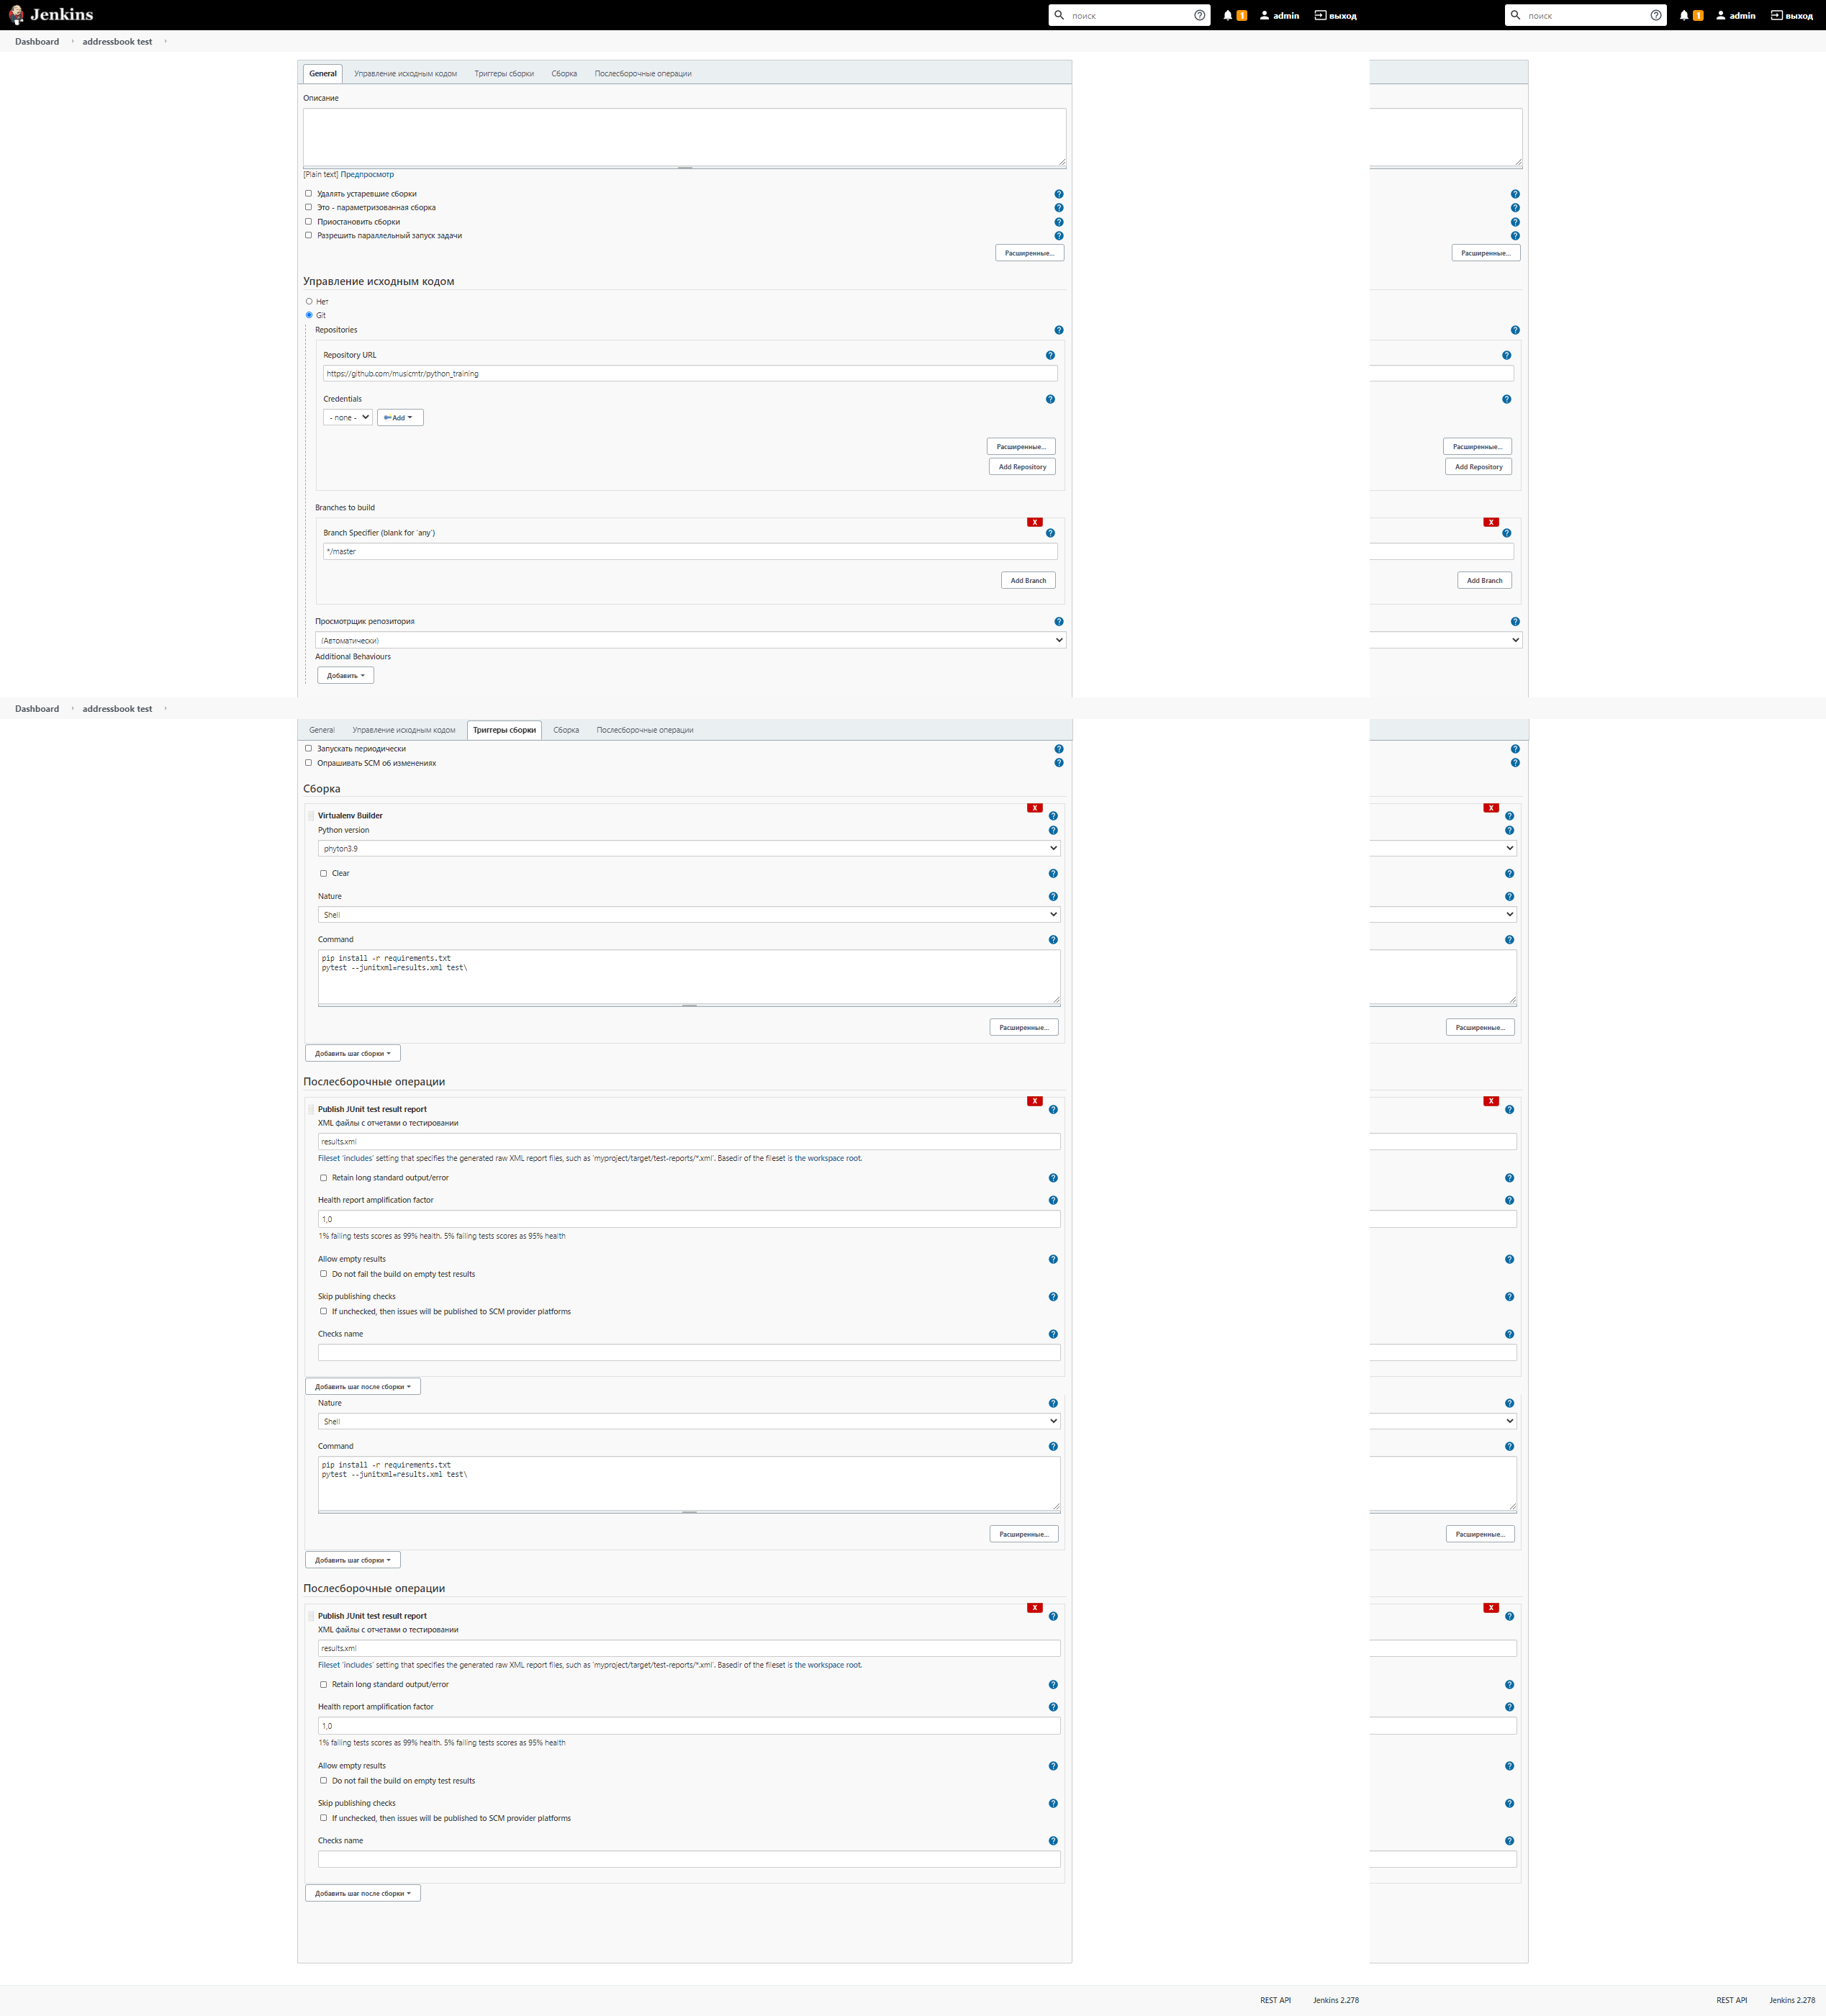 Jenkins
поиск
1
admin
выход
поиск
1
admin
выход
Dashboard
addressbook test
General
Управление исходным кодом
Триггеры сборки
Сборка
Послесборочные операции
Описание
[Plain text] Предпросмотр
Удалять устаревшие сборки
Это - параметризованная сборка
Приостановить сборки
Разрешить параллельный запуск задачи
Расширенные...
Расширенные...
Управление исходным кодом
Нет
Git
Repositories
Repository URL
https://github.com/musicmtr/python_training
Credentials
- none -
Add
Расширенные...
Расширенные...
Add Repository
Add Repository
Branches to build
X
X
Branch Specifier (blank for 'any')
*/master
Add Branch
Add Branch
Просмотрщик репозитория
(Автоматически)
Additional Behaviours
Добавить
Dashboard
addressbook test
General
Управление исходным кодом
Триггеры сборки
Сборка
Послесборочные операции
Запускать периодически
Опрашивать SCM об изменениях
Сборка
X
X
Virtualenv Builder
Python version
phyton3.9
Clear
Nature
Shell
Command
pip install -r requirements.txt
pytest --junitxml=results.xml test\
Расширенные...
Расширенные...
Добавить шаг сборки
Послесборочные операции
X
X
Publish JUnit test result report
XML файлы с отчетами о тестировании
results.xml
Fileset 'includes' setting that specifies the generated raw XML report files, such as 'myproject/target/test-reports/*.xml'. Basedir of the fileset is the workspace root.
Retain long standard output/error
Health report amplification factor
1,0
1% failing tests scores as 99% health. 5% failing tests scores as 95% health
Allow empty results
Do not fail the build on empty test results
Skip publishing checks
If unchecked, then issues will be published to SCM provider platforms
Checks name
Добавить шаг после сборки
Nature
Shell
Command
pip install -r requirements.txt
pytest --junitxml=results.xml test\
Расширенные...
Расширенные...
Добавить шаг сборки
Послесборочные операции
X
X
Publish JUnit test result report
XML файлы с отчетами о тестировании
results.xml
Fileset 'includes' setting that specifies the generated raw XML report files, such as 'myproject/target/test-reports/*.xml'. Basedir of the fileset is the workspace root.
Retain long standard output/error
Health report amplification factor
1,0
1% failing tests scores as 99% health. 5% failing tests scores as 95% health
Allow empty results
Do not fail the build on empty test results
Skip publishing checks
If unchecked, then issues will be published to SCM provider platforms
Checks name
Добавить шаг после сборки
REST API
Jenkins 2.278
REST API
Jenkins 2.278